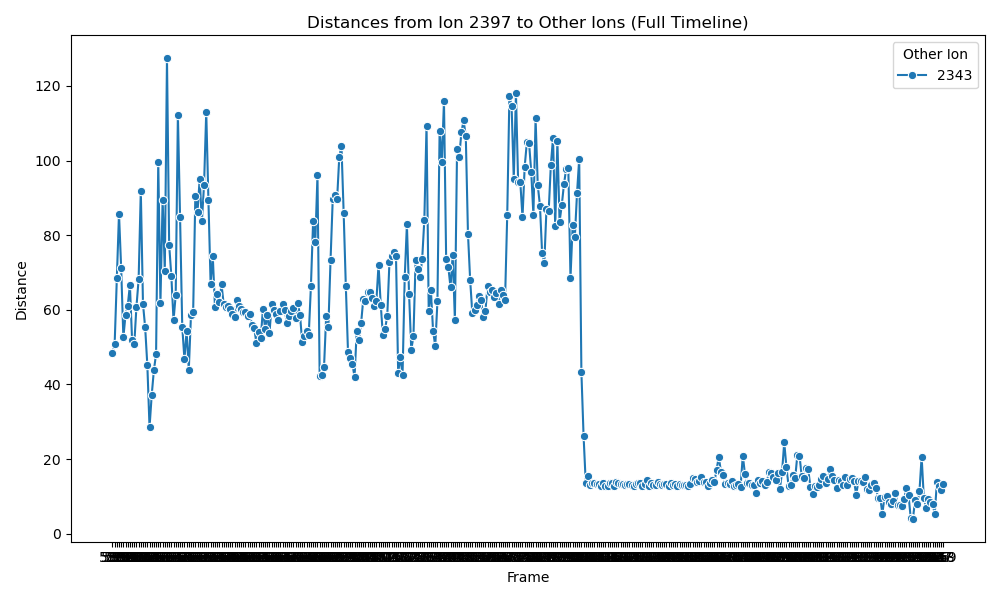 Distances from Ion 2397 to Other Ions (Full Timeline)
Other Ion
2343
120
100
80
60
40
20
0
Distance
Frame